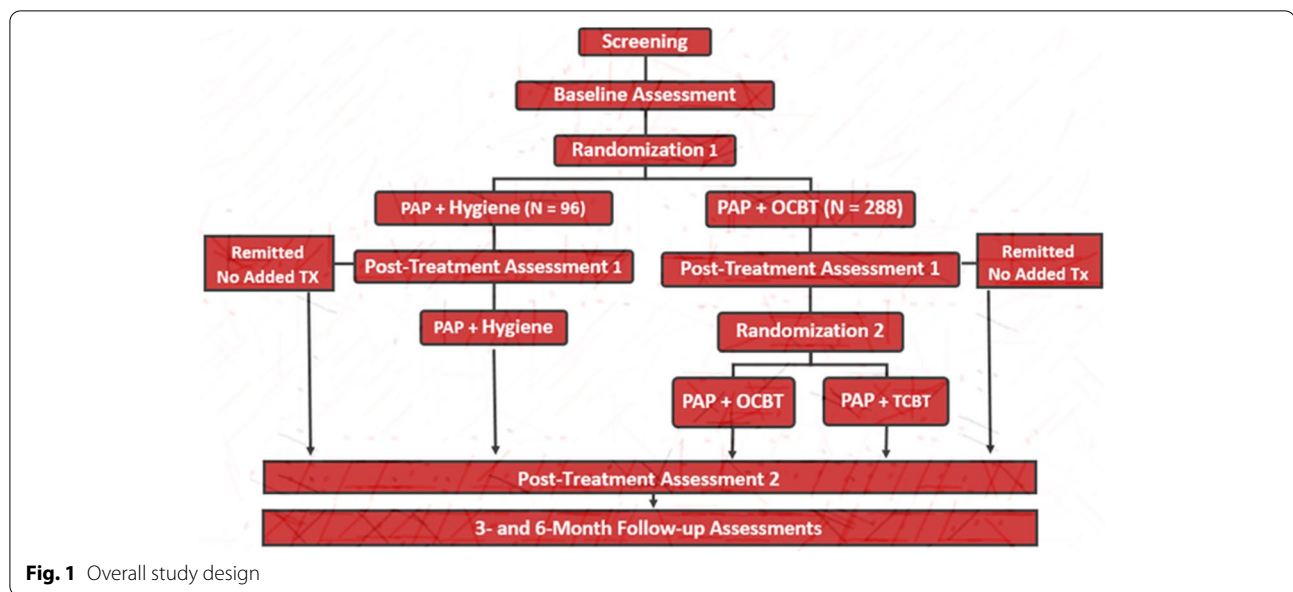 Screening
Baseline Assessment
Randomization 1
PAP + Hygiene (N = 96)
PAP + OCBT (N = 288)
Remitted
No Added TX
Post-Treatment Assessment 1
Post-Treatment Assessment 1
Remitted
No Added Tx
PAP + Hygiene
Randomization 2
PAP + OCBT
PAP + TCBT
Post-Treatment Assessment 2
3- and 6-Month Follow-up Assessments
Fig. 1 Overall study design